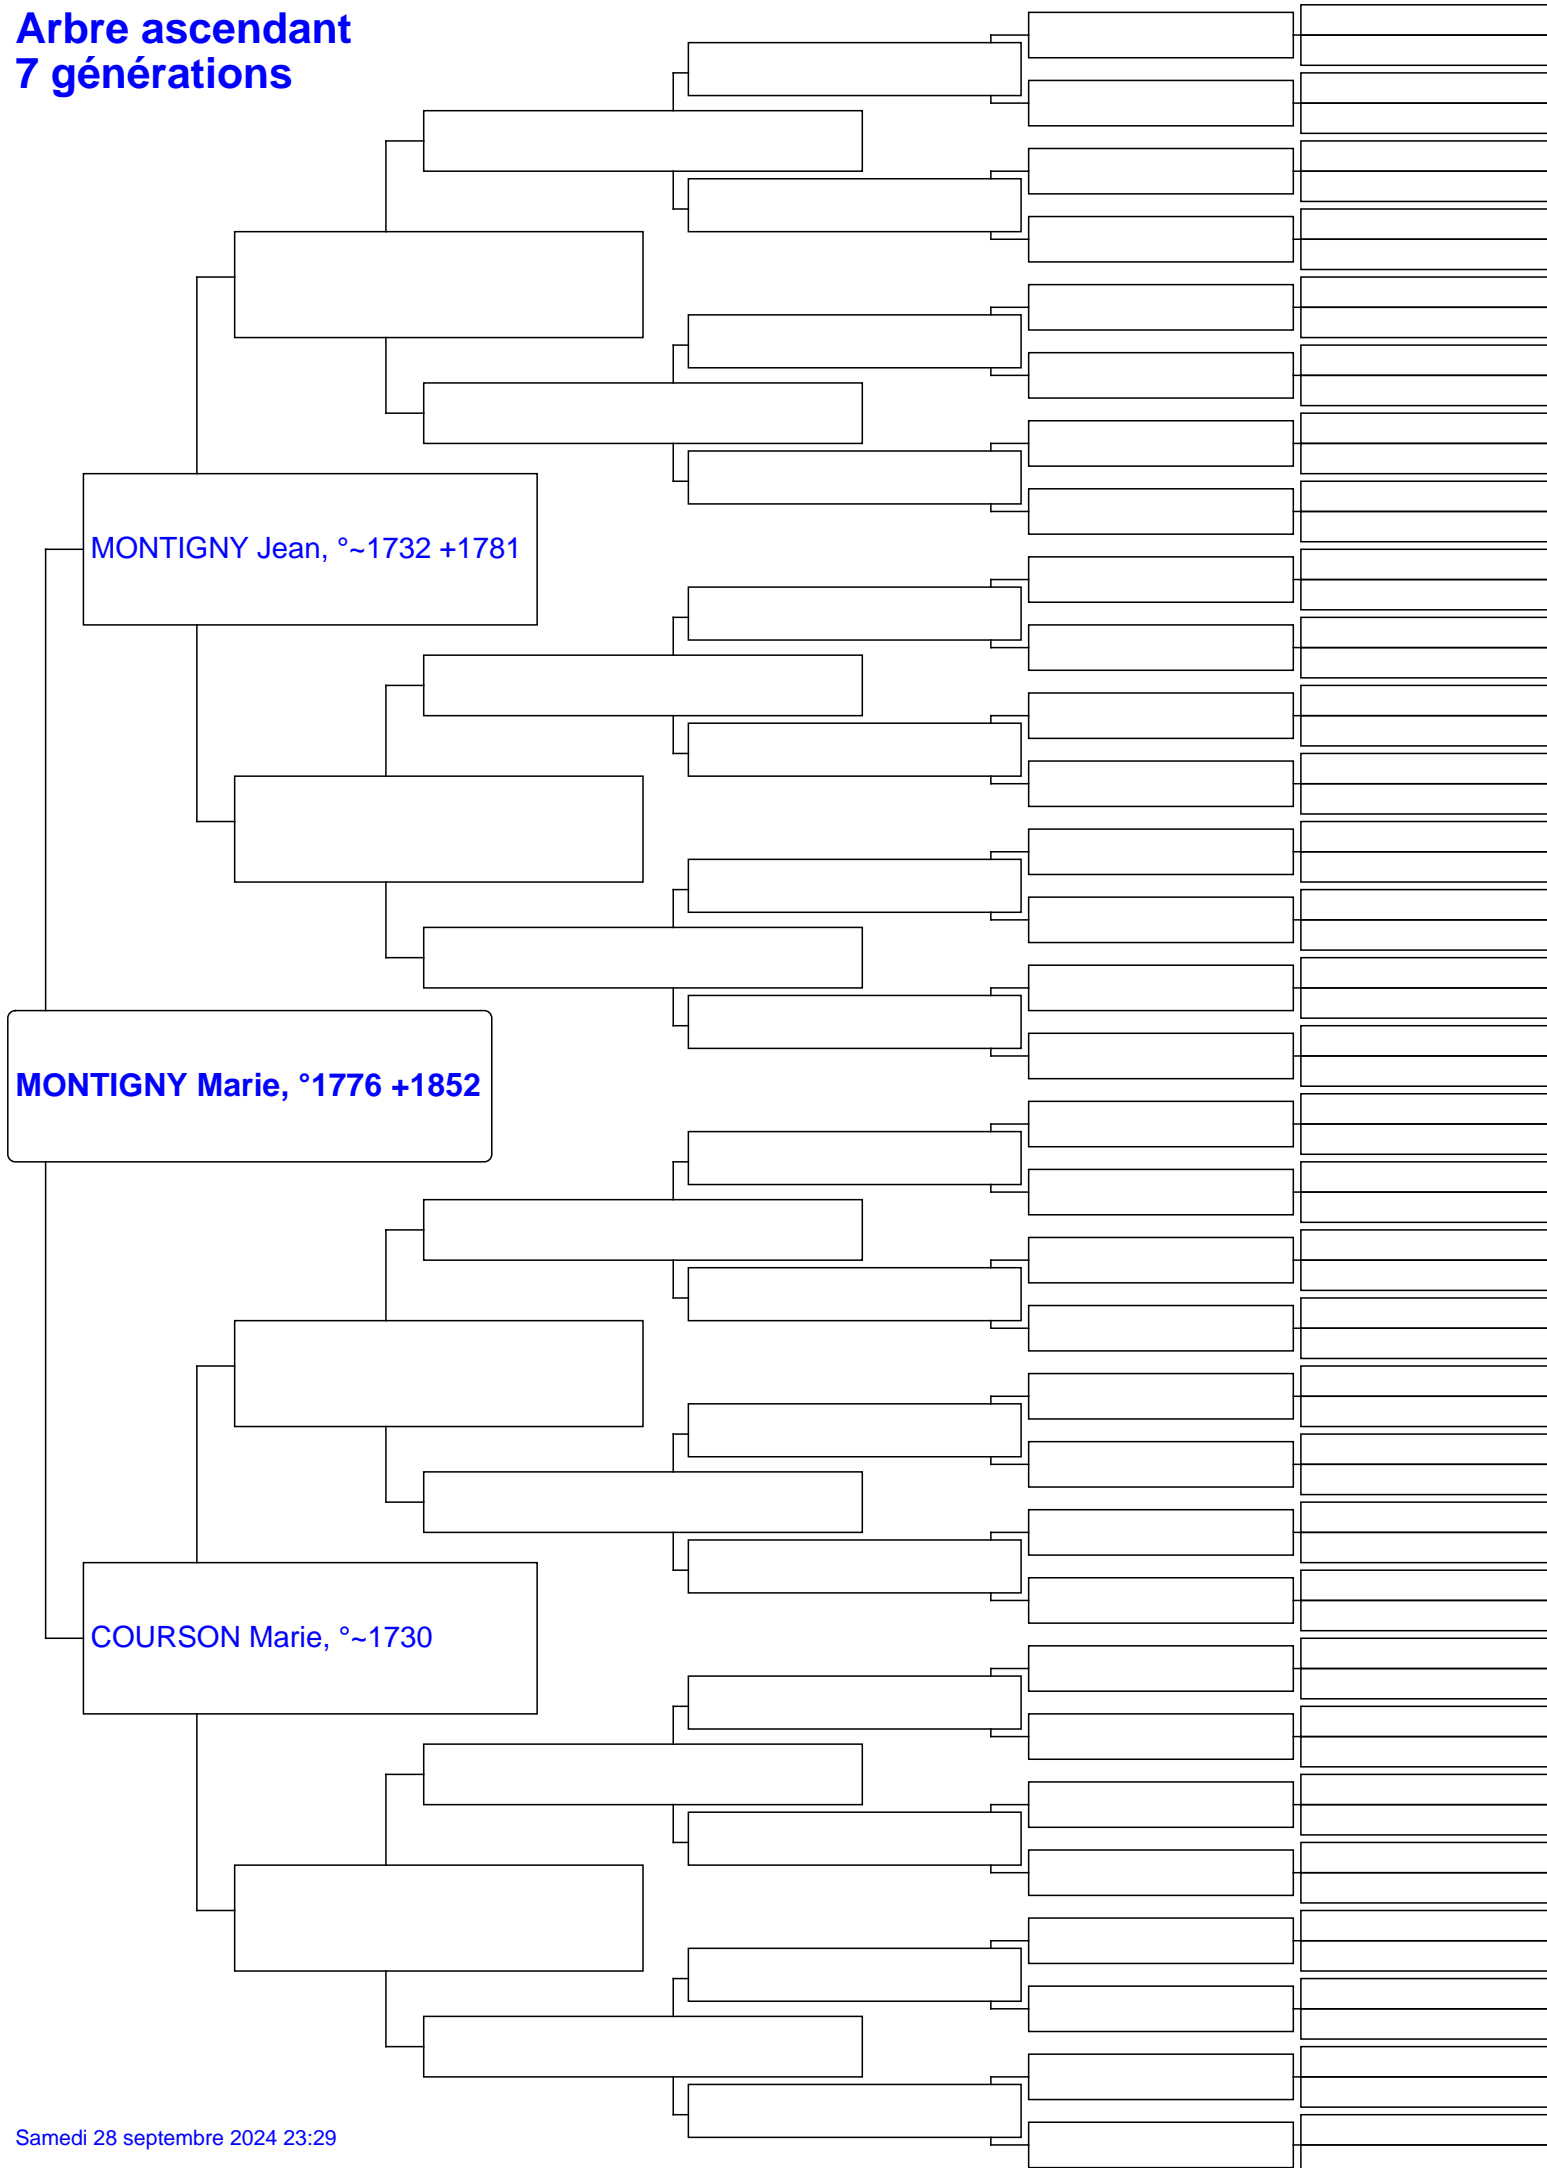 Arbre ascendant
7 générations
MONTIGNY Jean, °~1732 +1781
MONTIGNY Marie, °1776 +1852
COURSON Marie, °~1730
Samedi 28 septembre 2024 23:29